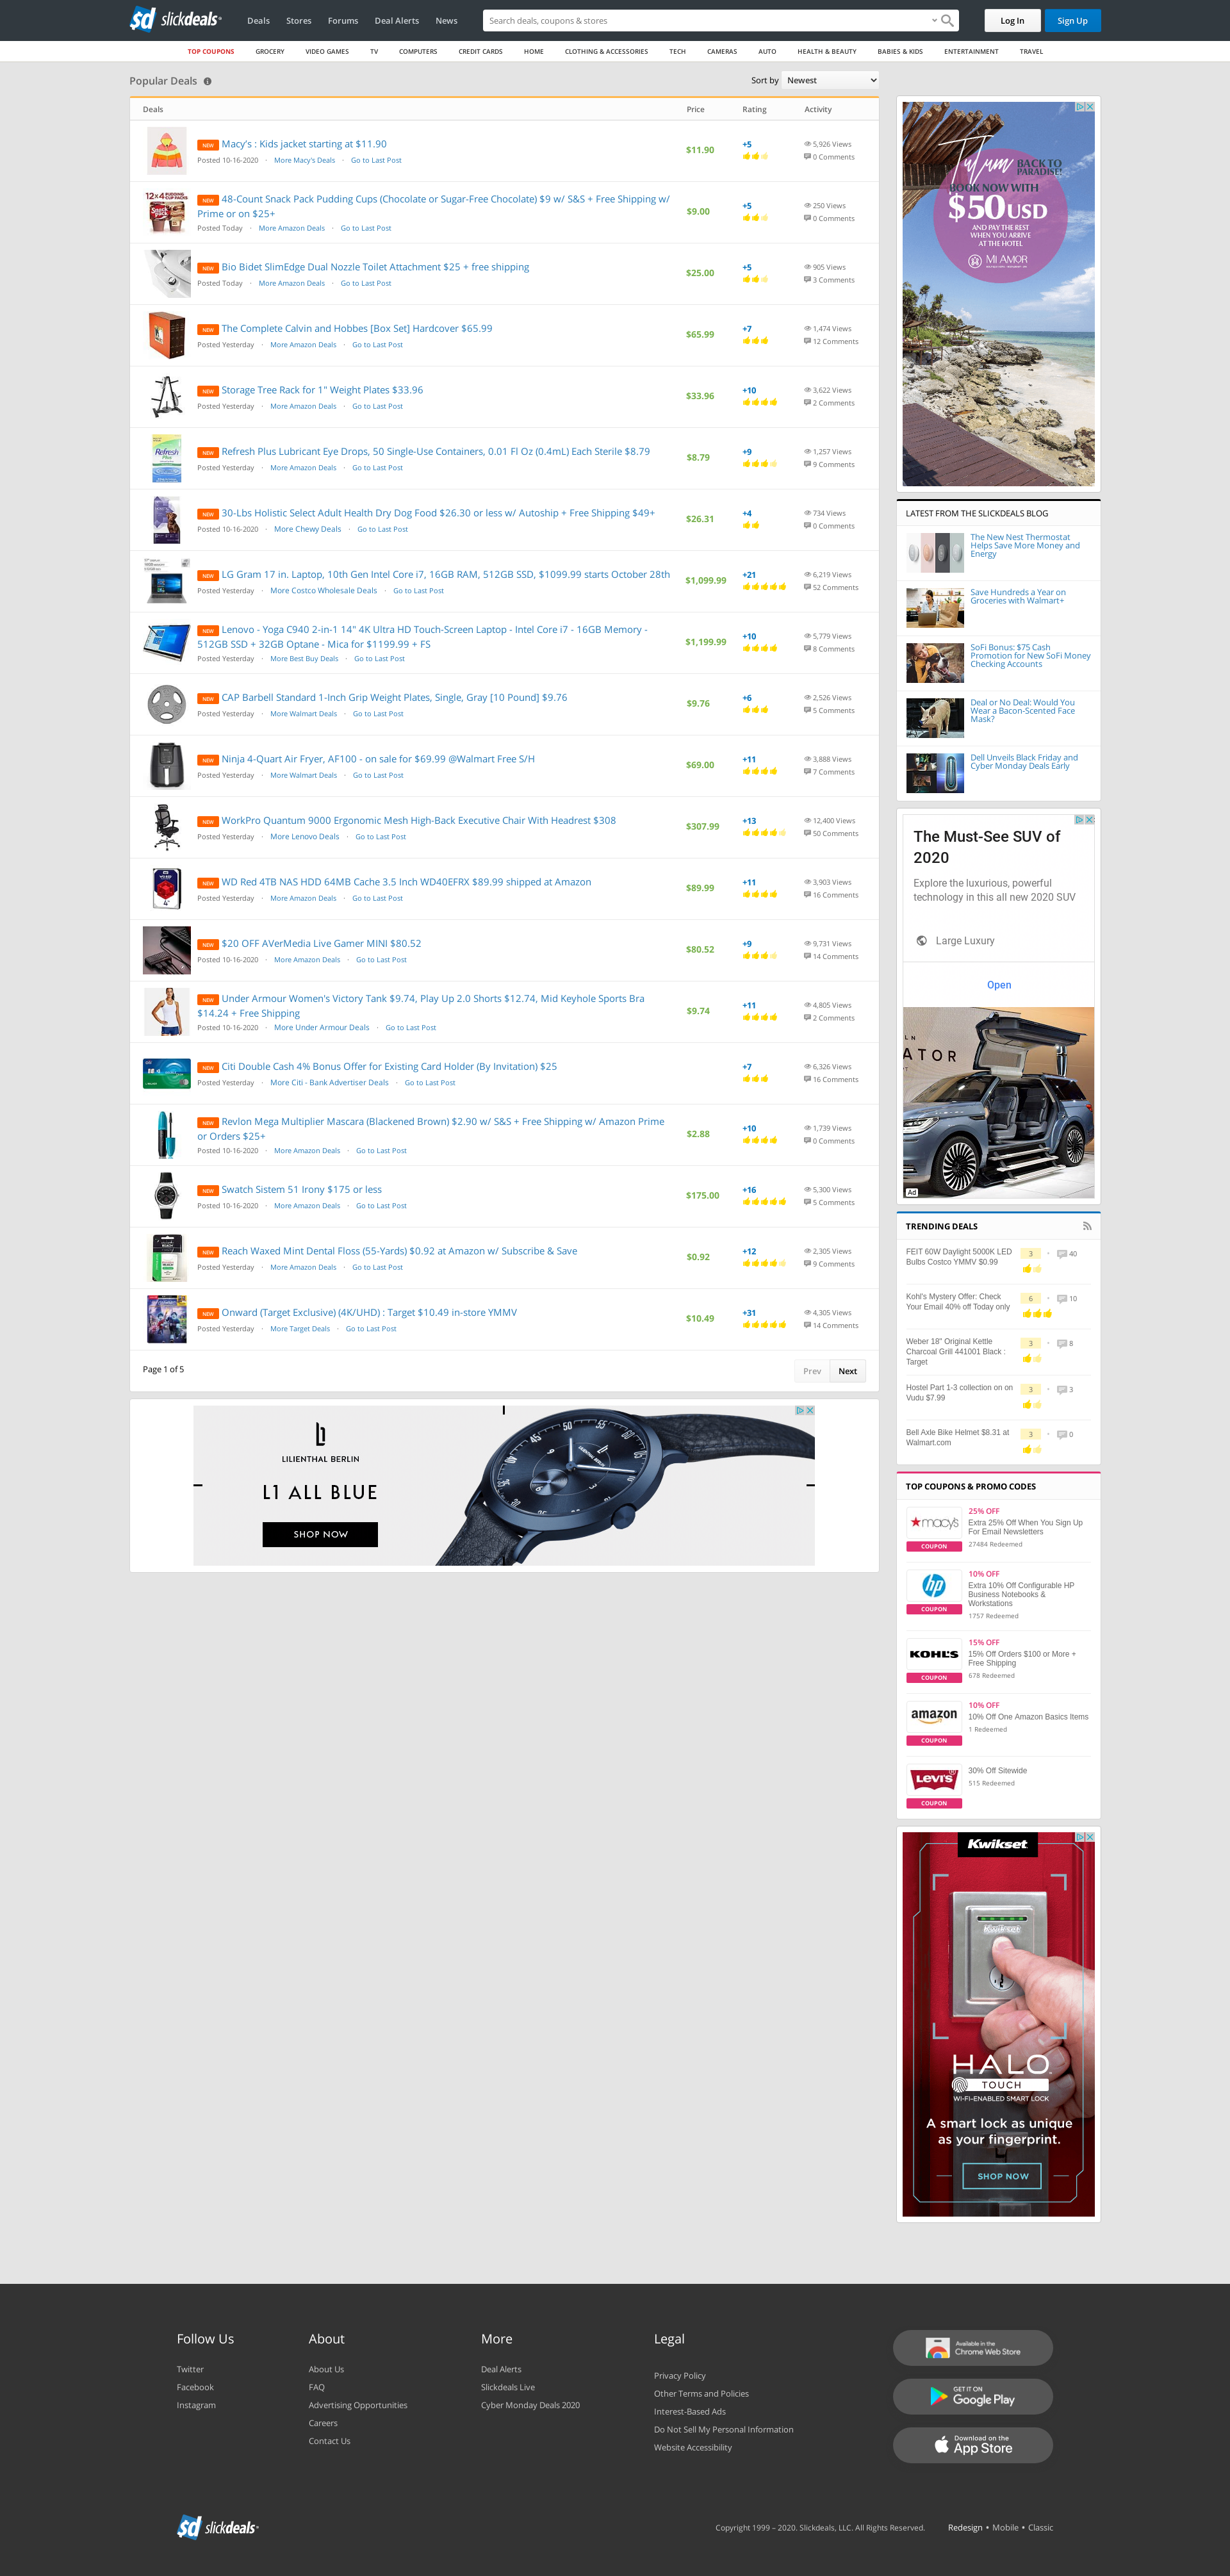 slickdeals
Deals
Stores
Forums
Deal Alerts
News
Search deals, coupons & stores
Log In
Sign Up
TOP COUPONS
GROCERY
VIDEO GAMES
TV
COMPUTERS
CREDIT CARDS
HOME
CLOTHING & ACCESSORIES
TECH
CAMERAS
AUTO
HEALTH & BEAUTY
BABIES & KIDS
ENTERTAINMENT
TRAVEL
Popular Deals
Sort by Newest
Deals Price Rating Activity
NEW Macy's : Kids jacket starting at $11.90
Posted 10-16-2020 · More Macy's Deals · Go to Last Post
$11.90
+5
5,926 Views
0 Comments
12×4 PUDDING CUP PACKS
NEW 48-Count Snack Pack Pudding Cups (Chocolate or Sugar-Free Chocolate) $9 w/ S&S + Free Shipping w/
Prime or on $25+
Posted Today · More Amazon Deals · Go to Last Post
$9.00
+5
250 Views
0 Comments
NEW Bio Bidet SlimEdge Dual Nozzle Toilet Attachment $25 + free shipping
Posted Today · More Amazon Deals · Go to Last Post
$25.00
+5
905 Views
3 Comments
NEW The Complete Calvin and Hobbes [Box Set] Hardcover $65.99
Posted Yesterday · More Amazon Deals · Go to Last Post
$65.99
+7
1,474 Views
12 Comments
NEW Storage Tree Rack for 1" Weight Plates $33.96
Posted Yesterday · More Amazon Deals · Go to Last Post
$33.96
+10
3,622 Views
2 Comments
Refresh Plus
NEW Refresh Plus Lubricant Eye Drops, 50 Single-Use Containers, 0.01 Fl Oz (0.4mL) Each Sterile $8.79
Posted Yesterday · More Amazon Deals · Go to Last Post
$8.79
+9
1,257 Views
9 Comments
NEW 30-Lbs Holistic Select Adult Health Dry Dog Food $26.30 or less w/ Autoship + Free Shipping $49+
Posted 10-16-2020 · More Chewy Deals · Go to Last Post
$26.31
+4
734 Views
0 Comments
NEW LG Gram 17 in. Laptop, 10th Gen Intel Core i7, 16GB RAM, 512GB SSD, $1099.99 starts October 28th
Posted Yesterday · More Costco Wholesale Deals · Go to Last Post
$1,099.99
+21
6,219 Views
52 Comments
NEW Lenovo - Yoga C940 2-in-1 14" 4K Ultra HD Touch-Screen Laptop - Intel Core i7 - 16GB Memory -
512GB SSD + 32GB Optane - Mica for $1199.99 + FS
Posted Yesterday · More Best Buy Deals · Go to Last Post
$1,199.99
+10
5,779 Views
8 Comments
NEW CAP Barbell Standard 1-Inch Grip Weight Plates, Single, Gray [10 Pound] $9.76
Posted Yesterday · More Walmart Deals · Go to Last Post
$9.76
+6
2,526 Views
5 Comments
NEW Ninja 4-Quart Air Fryer, AF100 - on sale for $69.99 @Walmart Free S/H
Posted Yesterday · More Walmart Deals · Go to Last Post
$69.00
+11
3,888 Views
7 Comments
NEW WorkPro Quantum 9000 Ergonomic Mesh High-Back Executive Chair With Headrest $308
Posted Yesterday · More Lenovo Deals · Go to Last Post
$307.99
+13
12,400 Views
50 Comments
NEW WD Red 4TB NAS HDD 64MB Cache 3.5 Inch WD40EFRX $89.99 shipped at Amazon
Posted Yesterday · More Amazon Deals · Go to Last Post
$89.99
+11
3,903 Views
16 Comments
NEW $20 OFF AVerMedia Live Gamer MINI $80.52
Posted 10-16-2020 · More Amazon Deals · Go to Last Post
$80.52
+9
9,731 Views
14 Comments
NEW Under Armour Women's Victory Tank $9.74, Play Up 2.0 Shorts $12.74, Mid Keyhole Sports Bra
$14.24 + Free Shipping
Posted 10-16-2020 · More Under Armour Deals · Go to Last Post
$9.74
+11
4,805 Views
2 Comments
NEW Citi Double Cash 4% Bonus Offer for Existing Card Holder (By Invitation) $25
Posted Yesterday · More Citi - Bank Advertiser Deals · Go to Last Post
+7
6,326 Views
16 Comments
NEW Revlon Mega Multiplier Mascara (Blackened Brown) $2.90 w/ S&S + Free Shipping w/ Amazon Prime
or Orders $25+
Posted 10-16-2020 · More Amazon Deals · Go to Last Post
$2.88
+10
1,739 Views
0 Comments
NEW Swatch Sistem 51 Irony $175 or less
Posted 10-16-2020 · More Amazon Deals · Go to Last Post
$175.00
+16
5,300 Views
5 Comments
NEW Reach Waxed Mint Dental Floss (55-Yards) $0.92 at Amazon w/ Subscribe & Save
Posted Yesterday · More Amazon Deals · Go to Last Post
$0.92
+12
2,305 Views
9 Comments
NEW Onward (Target Exclusive) (4K/UHD) : Target $10.49 in-store YMMV
Posted Yesterday · More Target Deals · Go to Last Post
$10.49
+31
4,305 Views
14 Comments
Page 1 of 5
Prev
Next
LILIENTHAL BERLIN
L1 ALL BLUE
SHOP NOW
Tulum BACK TO
PARADISE!
BOOK NOW WITH
$50USD
AND PAY THE REST
WHEN YOU ARRIVE
AT THE HOTEL
MI AMOR
LATEST FROM THE SLICKDEALS BLOG
The New Nest Thermostat
Helps Save More Money and
Energy
Save Hundreds a Year on
Groceries with Walmart+
SoFi Bonus: $75 Cash
Promotion for New SoFi Money
Checking Accounts
Deal or No Deal: Would You
Wear a Bacon-Scented Face
Mask?
Dell Unveils Black Friday and
Cyber Monday Deals Early
The Must-See SUV of
2020
Explore the luxurious, powerful
technology in this all new 2020 SUV
Large Luxury
Open
Ad
TRENDING DEALS
FEIT 60W Daylight 5000K LED
Bulbs Costco YMMV $0.99
3 · 40
Kohl's Mystery Offer: Check
Your Email 40% off Today only
6 · 10
Weber 18" Original Kettle
Charcoal Grill 441001 Black :
Target
3 · 8
Hostel Part 1-3 collection on on
Vudu $7.99
3 · 3
Bell Axle Bike Helmet $8.31 at
Walmart.com
3 · 0
TOP COUPONS & PROMO CODES
macy's
COUPON
25% OFF
Extra 25% Off When You Sign Up
For Email Newsletters
27484 Redeemed
hp
COUPON
10% OFF
Extra 10% Off Configurable HP
Business Notebooks &
Workstations
1757 Redeemed
KOHL'S
COUPON
15% OFF
15% Off Orders $100 or More +
Free Shipping
678 Redeemed
amazon
COUPON
10% OFF
10% Off One Amazon Basics Items
1 Redeemed
LEVI'S
COUPON
30% Off Sitewide
515 Redeemed
Kwikset
Kwikset
HALO
TOUCH
WI-FI-ENABLED SMART LOCK
A smart lock as unique
as your fingerprint.
SHOP NOW
Follow Us
Twitter
Facebook
Instagram
About
About Us
FAQ
Advertising Opportunities
Careers
Contact Us
More
Deal Alerts
Slickdeals Live
Cyber Monday Deals 2020
Legal
Privacy Policy
Other Terms and Policies
Interest-Based Ads
Do Not Sell My Personal Information
Website Accessibility
Available in the
Chrome Web Store
GET IT ON
Google Play
Download on the
App Store
slickdeals
Copyright 1999 – 2020. Slickdeals, LLC. All Rights Reserved.
Redesign • Mobile • Classic